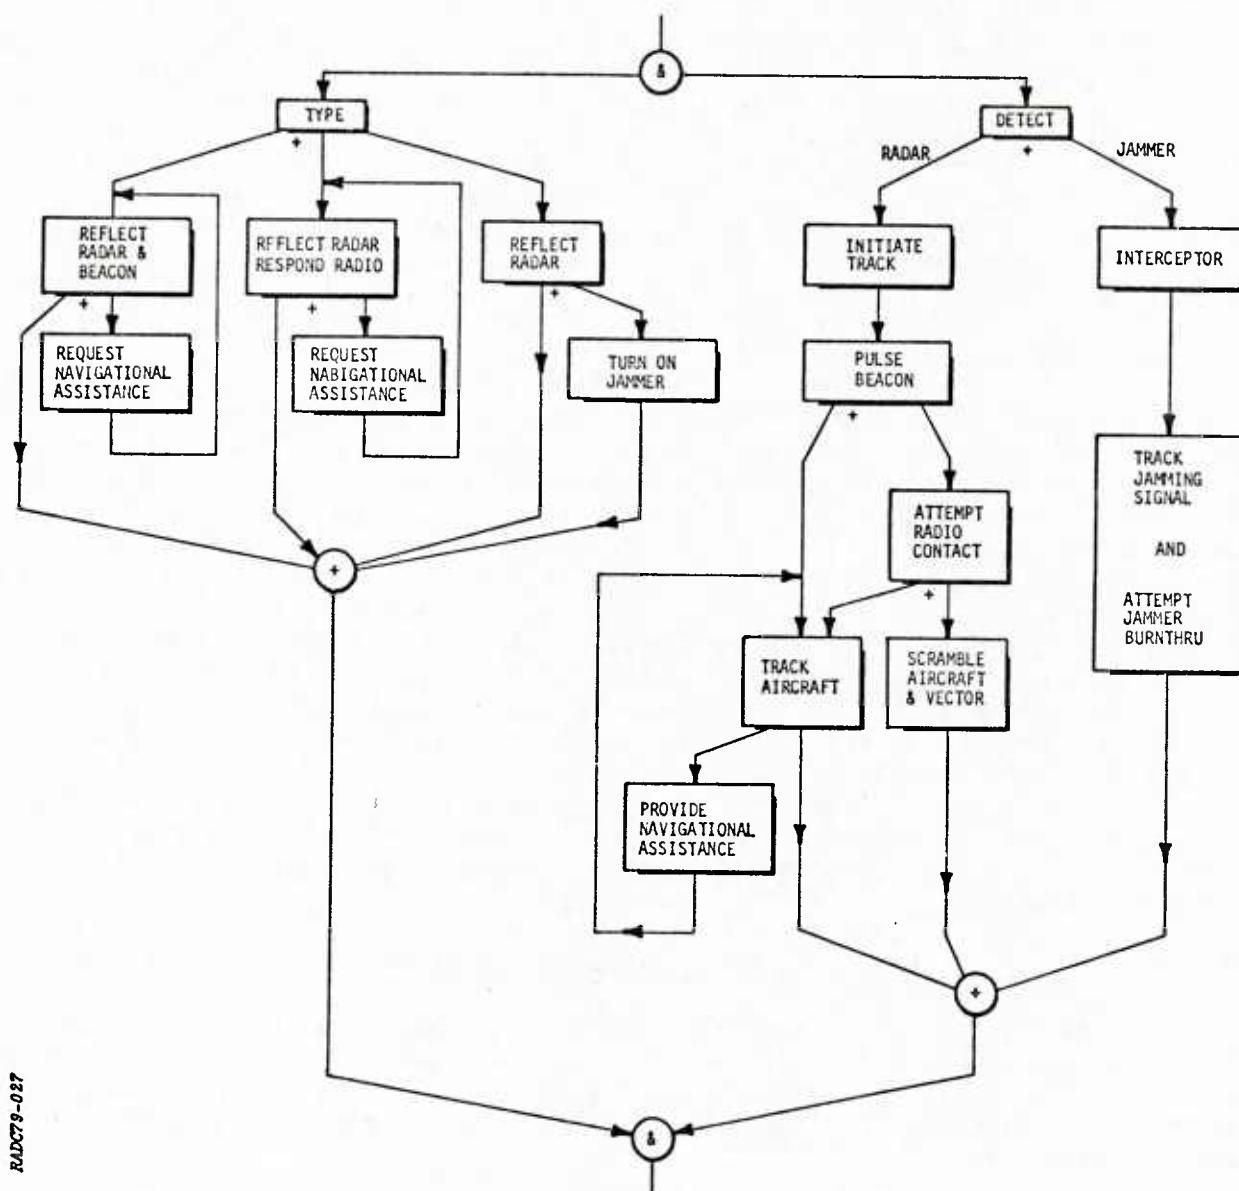 &
TYPE
+
DETECT
+
RADAR
JAMMER
REFLECT
RADAR &
BEACON
+
REFLECT RADAR
RESPOND RADIO
+
REFLECT
RADAR
+
INITIATE
TRACK
INTERCEPTOR
REQUEST
NAVIGATIONAL
ASSISTANCE
REQUEST
NABIGATIONAL
ASSISTANCE
TURN ON
JAMMER
PULSE
BEACON
+
TRACK
JAMMING
SIGNAL
AND
ATTEMPT
JAMMER
BURNTHRU
ATTEMPT
RADIO
CONTACT
+
+
TRACK
AIRCRAFT
SCRAMBLE
AIRCRAFT
& VECTOR
PROVIDE
NAVIGATIONAL
ASSISTANCE
+
&
RADC79-027